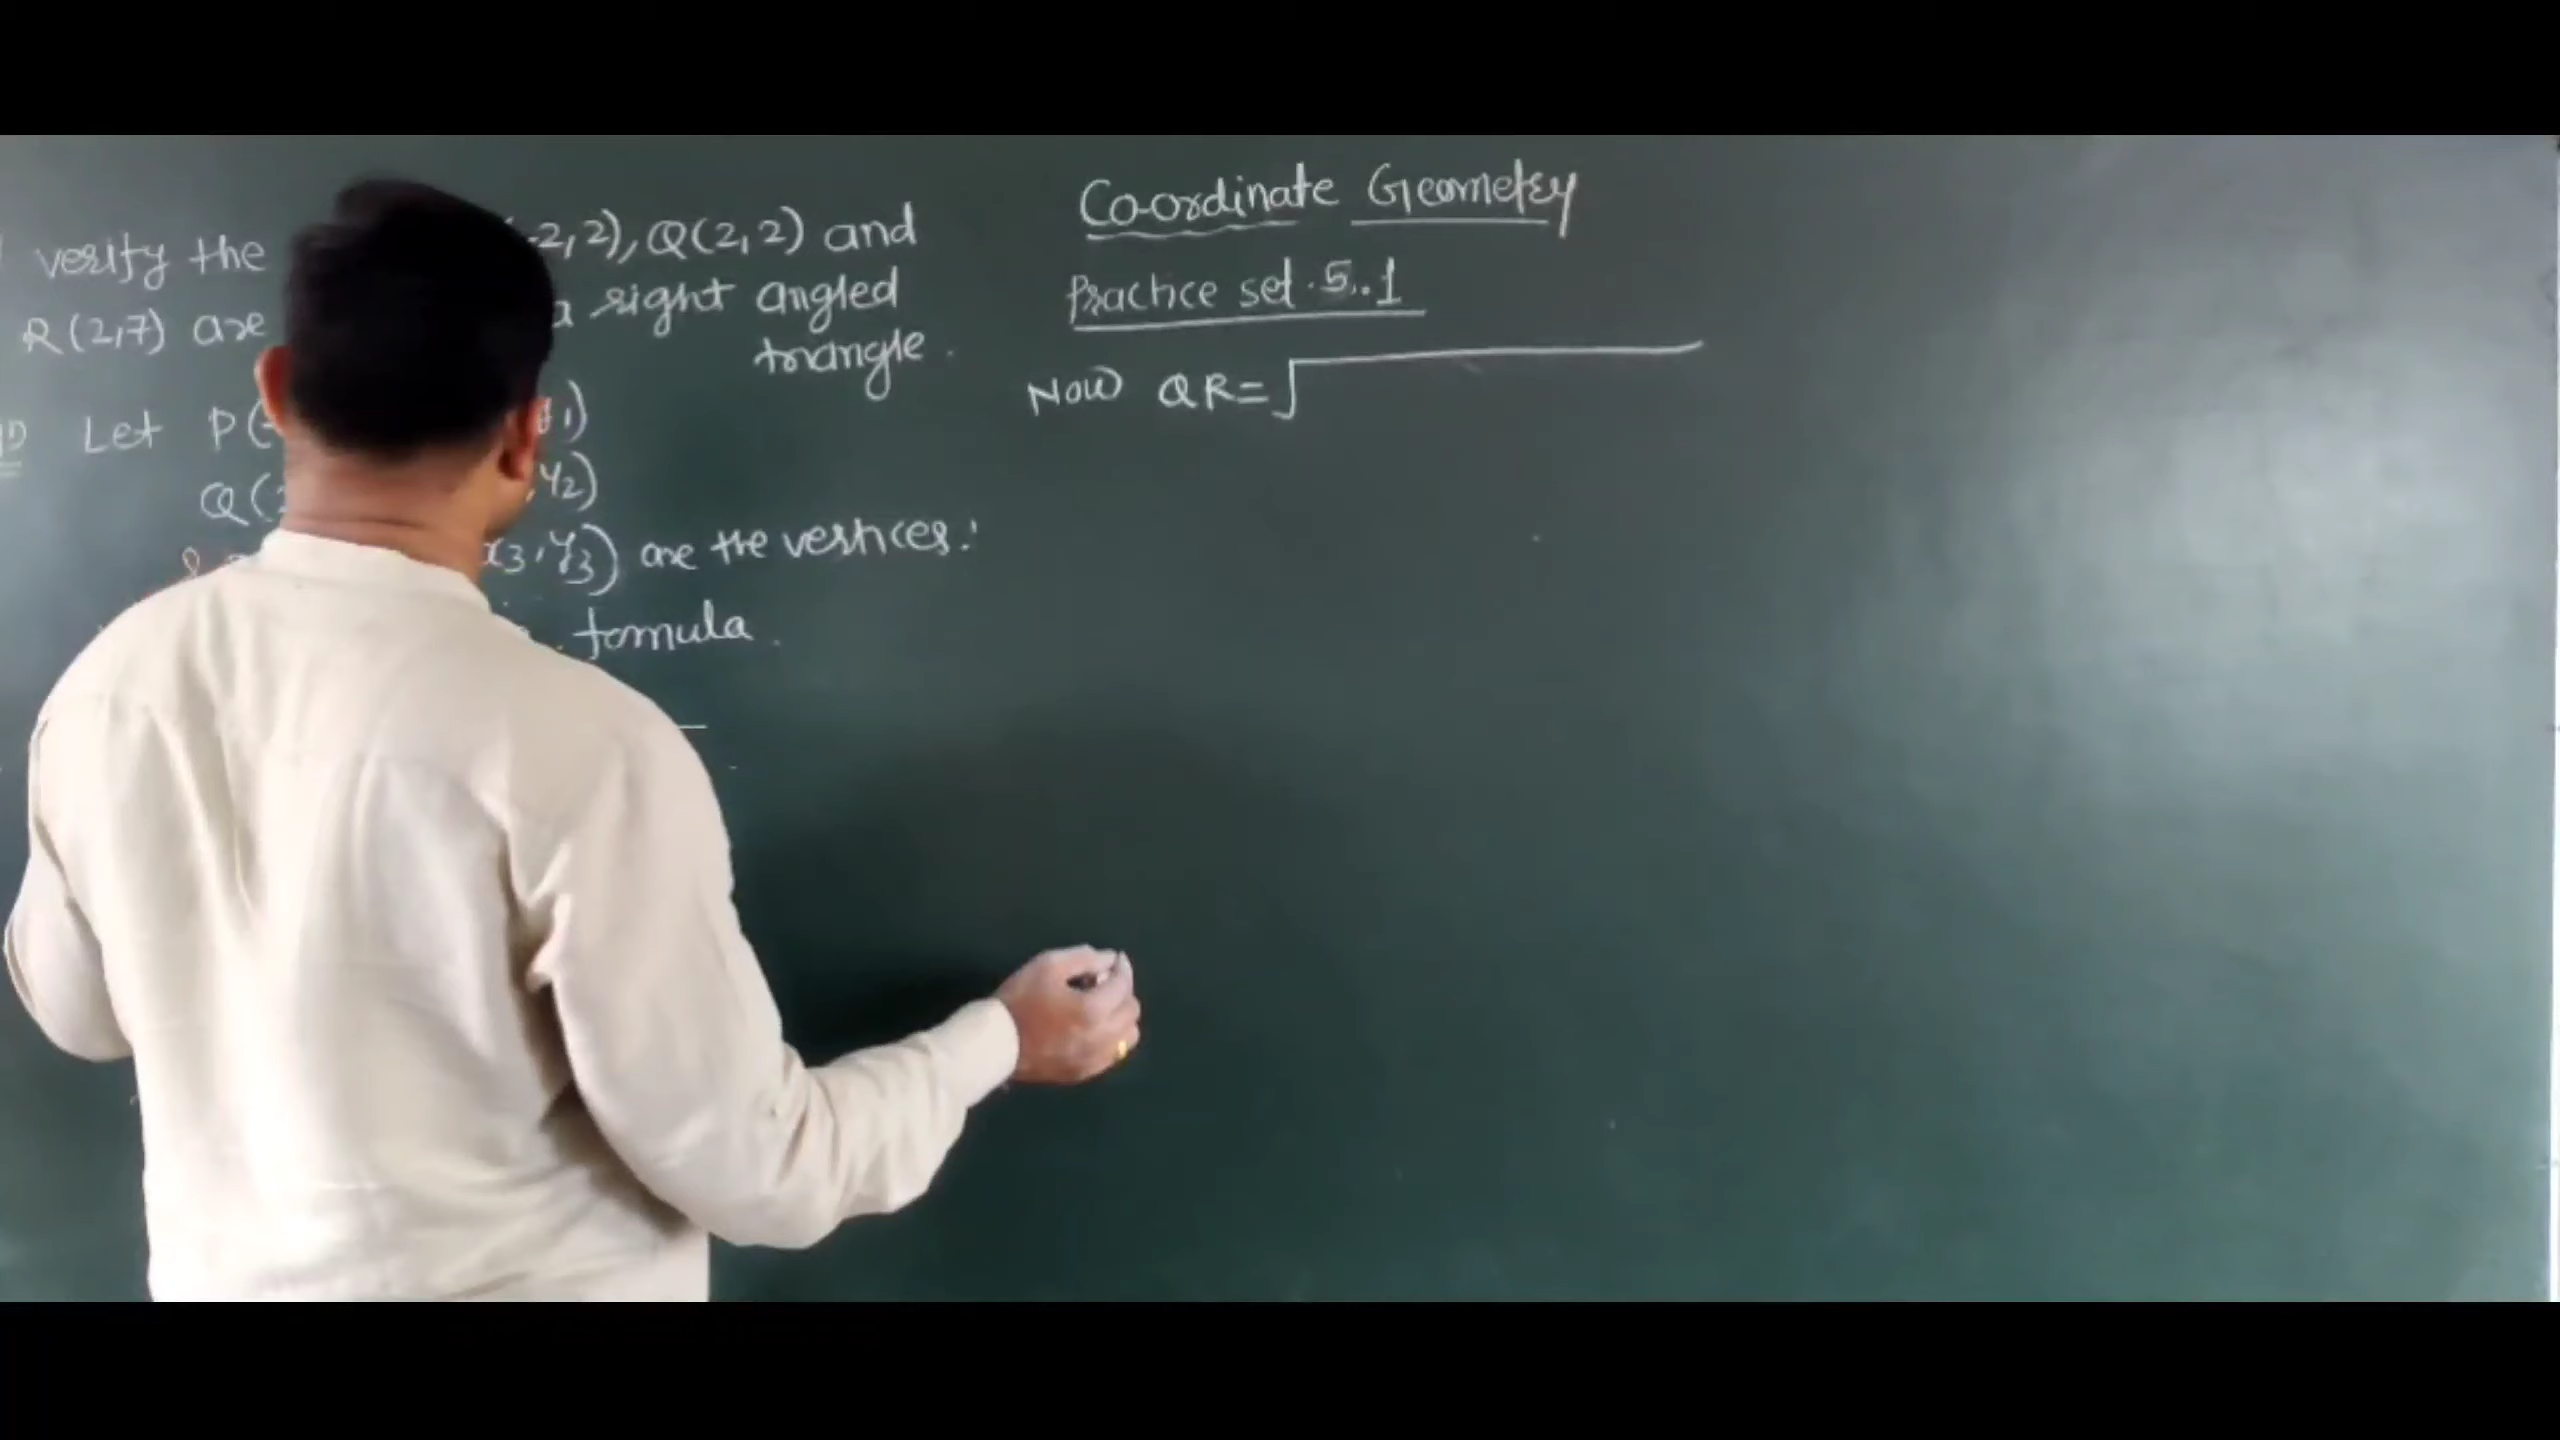 verify the -2,2), Q(2,2) and
R(2,7) are a right angled
triangle.
Let P(
Q( ,y2)
x3,y3) are the vertices.
formula.
Co-ordinate Geometry
Practice set.5.1
Now QR=√